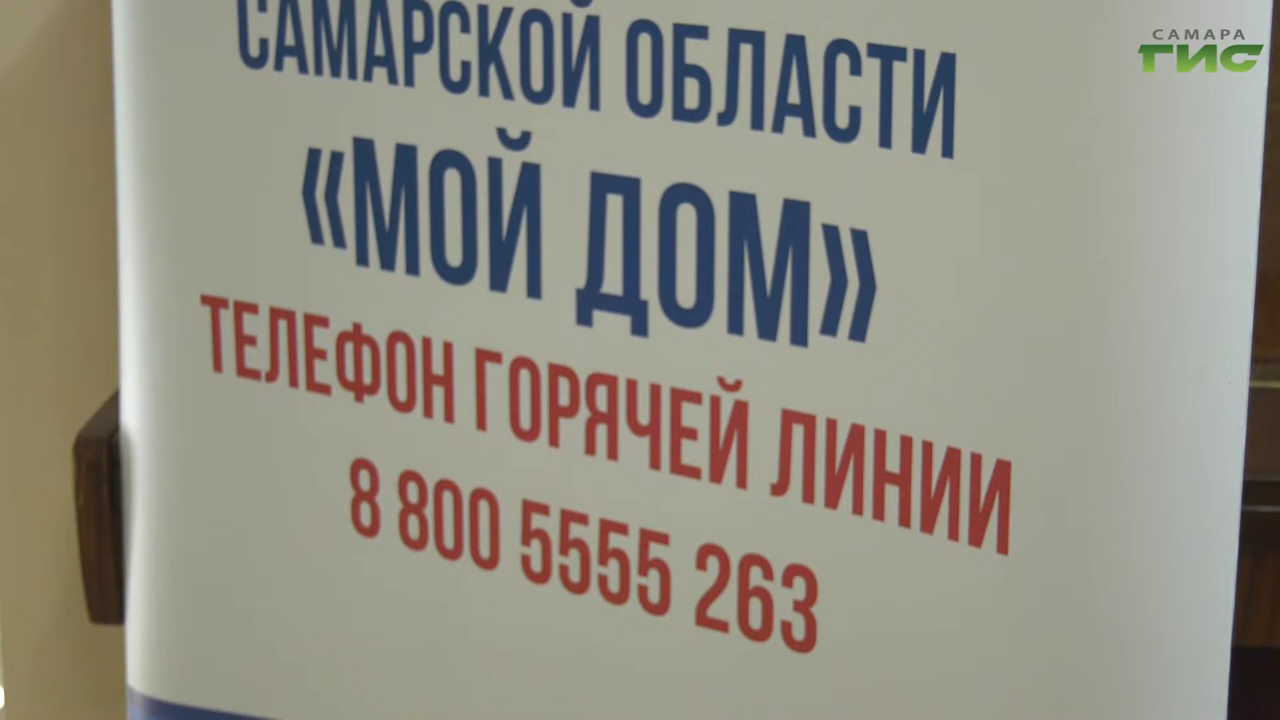 САМАРА
ГИС
САМАРСКОЙ ОБЛАСТИ
«МОЙ ДОМ»
ТЕЛЕФОН ГОРЯЧЕЙ ЛИНИИ
8 800 5555 263